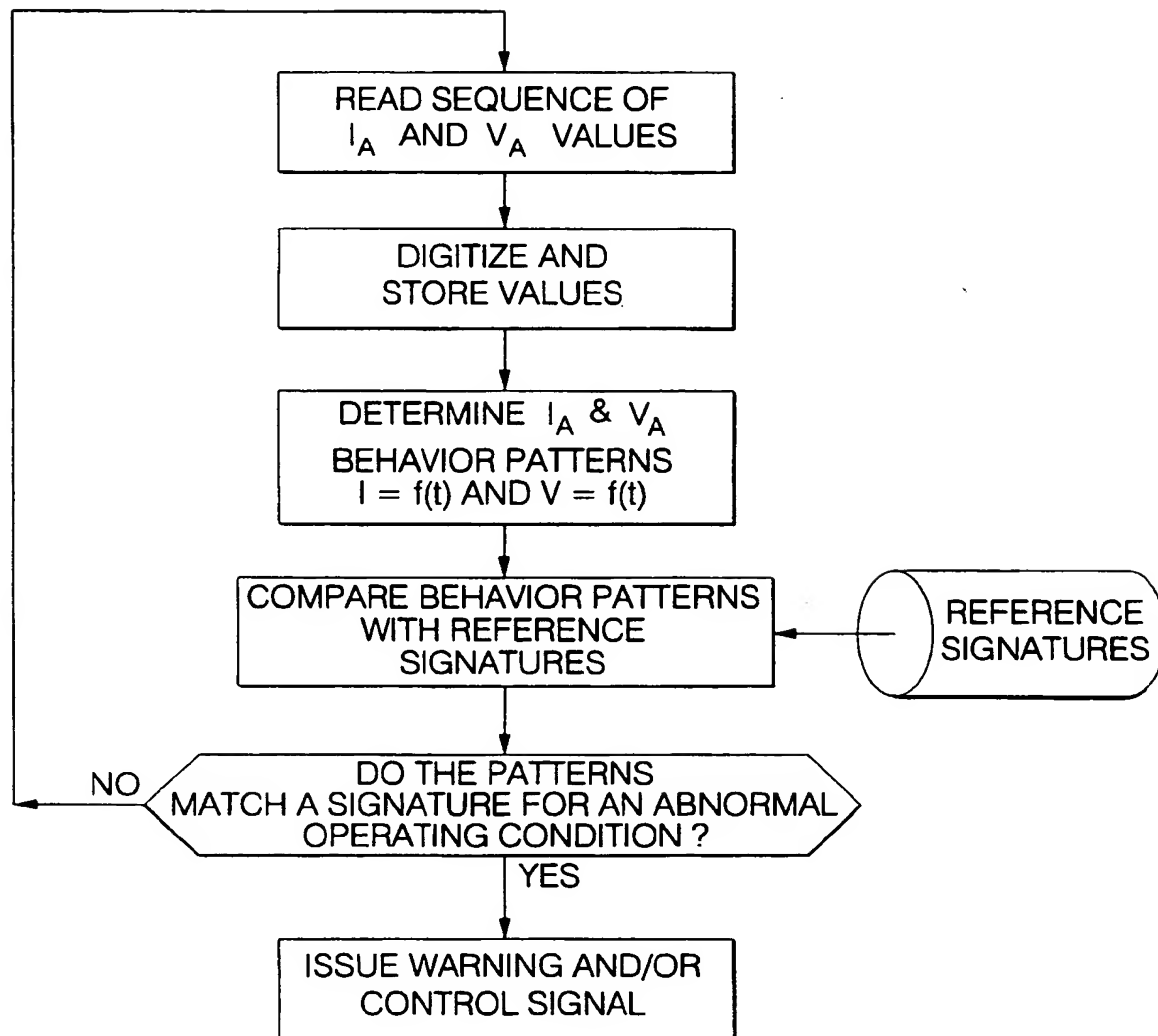 READ SEQUENCE OF
I_A AND V_A VALUES
DIGITIZE AND
STORE VALUES
DETERMINE I_A & V_A
BEHAVIOR PATTERNS
I = f(t) AND V = f(t)
COMPARE BEHAVIOR PATTERNS
WITH REFERENCE
SIGNATURES
REFERENCE
SIGNATURES
NO
DO THE PATTERNS
MATCH A SIGNATURE FOR AN ABNORMAL
OPERATING CONDITION ?
YES
ISSUE WARNING AND/OR
CONTROL SIGNAL